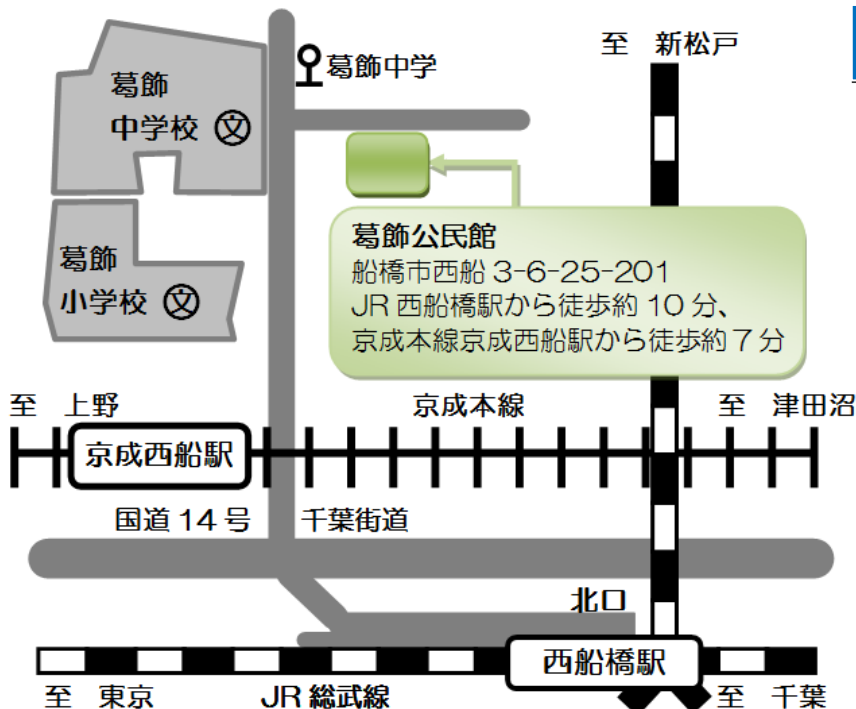 至 新松戸
葛飾中学
葛飾
中学校 文
葛飾公民館
船橋市西船 3-6-25-201
JR 西船橋駅から徒歩約 10 分、
京成本線京成西船駅から徒歩約 7 分
葛飾
小学校 文
至 上野
京成本線
至 津田沼
京成西船駅
国道 14 号
千葉街道
北口
西船橋駅
至 東京
JR 総武線
至 千葉